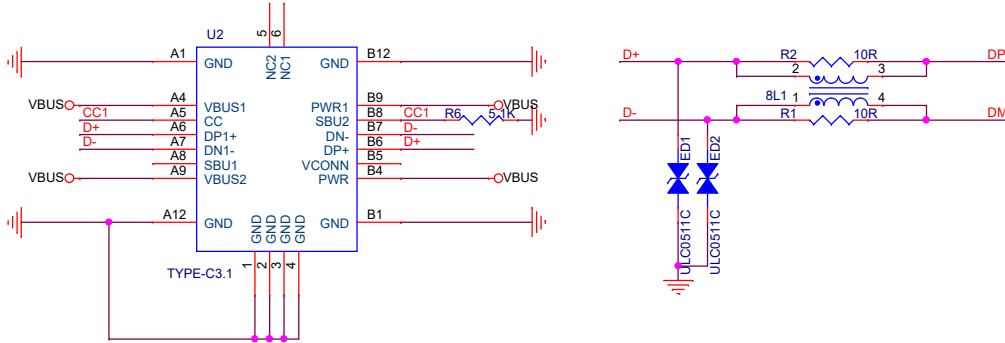 U2
5
6
NC2
NC1
A1
GND
GND
B12
VBUS
A4
VBUS1
PWR1
B9
VBUS
CC1
A5
CC
SBU2
B8
CC1
R6
5.1K
D+
A6
DP1+
DN-
B7
D-
D-
A7
DN1-
DP+
B6
D+
A8
SBU1
VCONN
B5
VBUS
A9
VBUS2
PWR
B4
VBUS
A12
GND
GND
B1
GND
GND
GND
GND
1
2
3
4
TYPE-C3.1
D+
R2
10R
DP
2
3
8L1
1
4
D-
R1
10R
DM
ED1
ED2
ULC0511C
ULC0511C